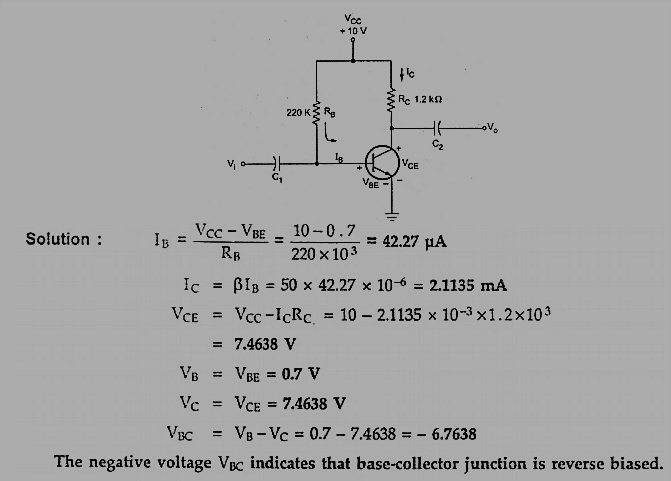 VCC
+10 V
IC
RC 1.2 kΩ
220 K RB
C2
Vo
IB
Vi
C1
+
+
VCE
VBE – –
Solution : IB = VCC – VBE / RB = 10 – 0.7 / 220 × 10³ = 42.27 µA
IC = βIB = 50 × 42.27 × 10⁻⁶ = 2.1135 mA
VCE = VCC – ICRC = 10 – 2.1135 × 10⁻³ × 1.2 × 10³
= 7.4638 V
VB = VBE = 0.7 V
VC = VCE = 7.4638 V
VBC = VB – VC = 0.7 – 7.4638 = – 6.7638
The negative voltage VBC indicates that base-collector junction is reverse biased.